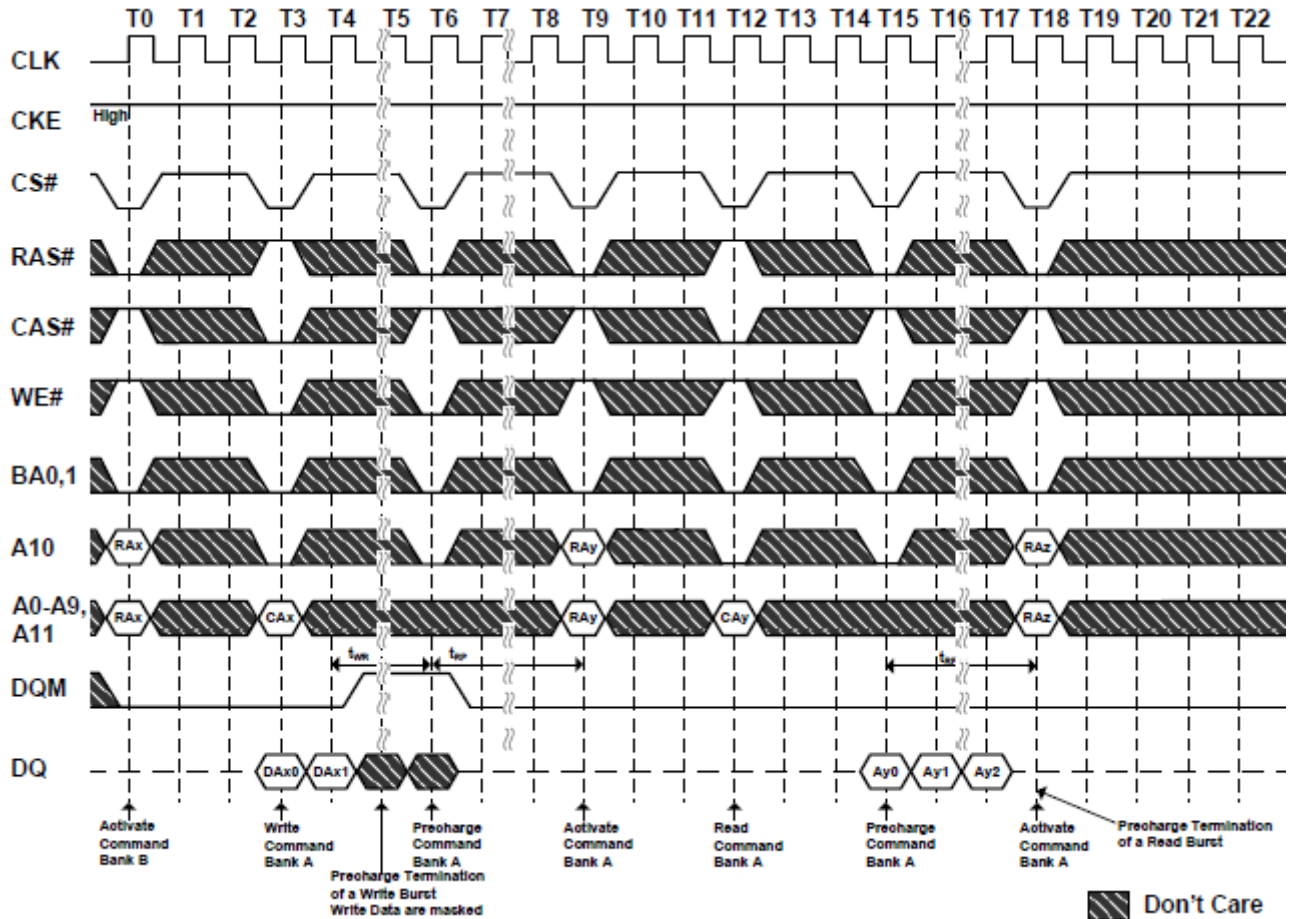 T0 T1 T2 T3 T4 T5 T6 T7 T8 T9 T10 T11 T12 T13 T14 T15 T16 T17 T18 T19 T20 T21 T22
CLK
CKE High
CS#
RAS#
CAS#
WE#
BA0,1
A10 RAx RAy RAz
A0-A9,
A11 RAx CAx RAy CAy RAz
tWR tRP tRP
DQM
DQ DAx0 DAx1 Ay0 Ay1 Ay2
Activate
Command
Bank B
Write
Command
Bank A
Precharge Termination
of a Write Burst
Write Data are masked
Precharge
Command
Bank A
Activate
Command
Bank A
Read
Command
Bank A
Precharge
Command
Bank A
Activate
Command
Bank A
Precharge Termination
of a Read Burst
Don't Care